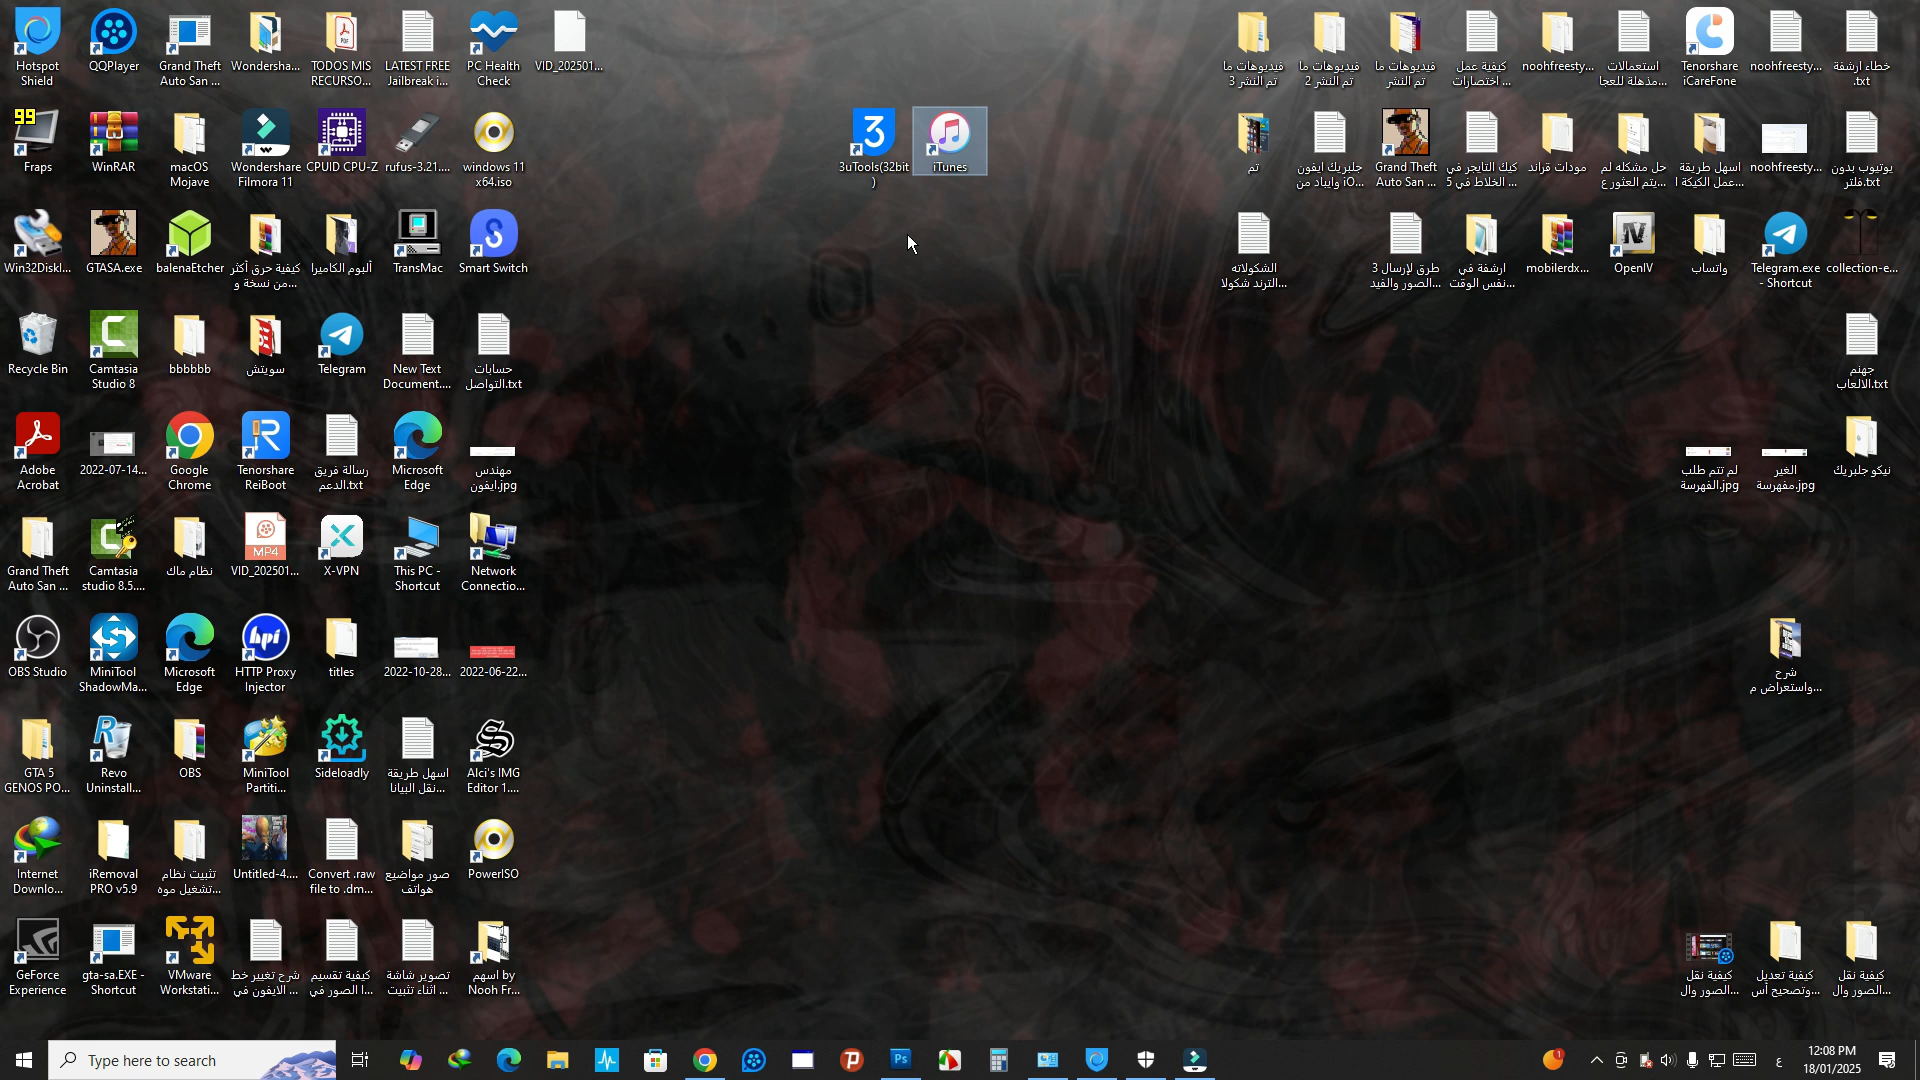 Hotspot
Shield
QQPlayer
Grand Theft
Auto San ...
Wondersha...
TODOS MIS
RECURSO...
PDF
LATEST FREE
Jailbreak i...
PC Health
Check
VID_202501...
فيديوهات ما
تم النشر 3
فيديوهات ما
تم النشر 2
فيديوهات ما
تم النشر
كيفية عمل
اختصارات ...
noohfreesty...
استعمالات
مذهلة للعجا...
Tenorshare
iCareFone
noohfreesty...
خطاء ارشفة
.txt
99
Fraps
WinRAR
macOS
Mojave
Wondershare
Filmora 11
CPUID CPU-Z
rufus-3.21....
windows 11
x64.iso
3uTools(32bit
)
iTunes
تم
جلبريك ايفون
وايباد من iO...
Grand Theft
Auto San ...
كيك التايجر في
الخلاط في 5 ...
مودات قراند
حل مشكله لم
يتم العثور ع...
اسهل طريقة
عمل الكيكة ا...
noohfreesty...
يوتيوب بدون
فلتر.txt
Win32DiskI...
GTASA.exe
balenaEtcher
كيفية حرق أكثر
من نسخة و...
ألبوم الكاميرا
TransMac
Smart Switch
الشكولاته
الترند شكولا...
3 طرق لإرسال
الصور والفيد...
ارشفة في
نفس الوقت...
mobilerdx...
OpenIV
واتساب
Telegram.exe
- Shortcut
collection-e...
Recycle Bin
Camtasia
Studio 8
bbbbbb
سويتش
Telegram
New Text
Document....
حسابات
التواصل.txt
جهنم
الالعاب.txt
Adobe
Acrobat
2022-07-14...
Google
Chrome
Tenorshare
ReiBoot
رسالة فريق
الدعم.txt
Microsoft
Edge
مهندس
ايفون.jpg
لم تتم طلب
الفهرسة.jpg
الغير
مفهرسة.jpg
نيكو جلبريك
Grand Theft
Auto San ...
Camtasia
studio 8.5....
نظام ماك
MP4
VID_202501...
X-VPN
This PC -
Shortcut
Network
Connectio...
OBS Studio
MiniTool
ShadowMa...
Microsoft
Edge
hpi
HTTP Proxy
Injector
titles
2022-10-28...
2022-06-22...
شرح
واستعراض م...
GTA 5
GENOS PO...
Revo
Uninstall...
OBS
MiniTool
Partiti...
Sideloadly
اسهل طريقة
نقل البيانا...
Alci's IMG
Editor 1....
Internet
Downlo...
iRemoval
PRO v5.9
تثبيت نظام
تشغيل موه...
Untitled-4....
Convert .raw
file to .dm...
صور مواضيع
هواتف
PowerISO
GeForce
Experience
gta-sa.EXE -
Shortcut
VMware
Workstati...
شرح تغيير خط
الايفون في ...
كيفية تقسيم
الصور في ا...
تصوير شاشة
اثناء تثبيت ...
اسهم by
Nooh Fr...
كيفية نقل
الصور وال...
كيفية تعديل
وتصحيح أس...
كيفية نقل
الصور وال...
Type here to search
Ps
1
ع
12:08 PM
18/01/2025